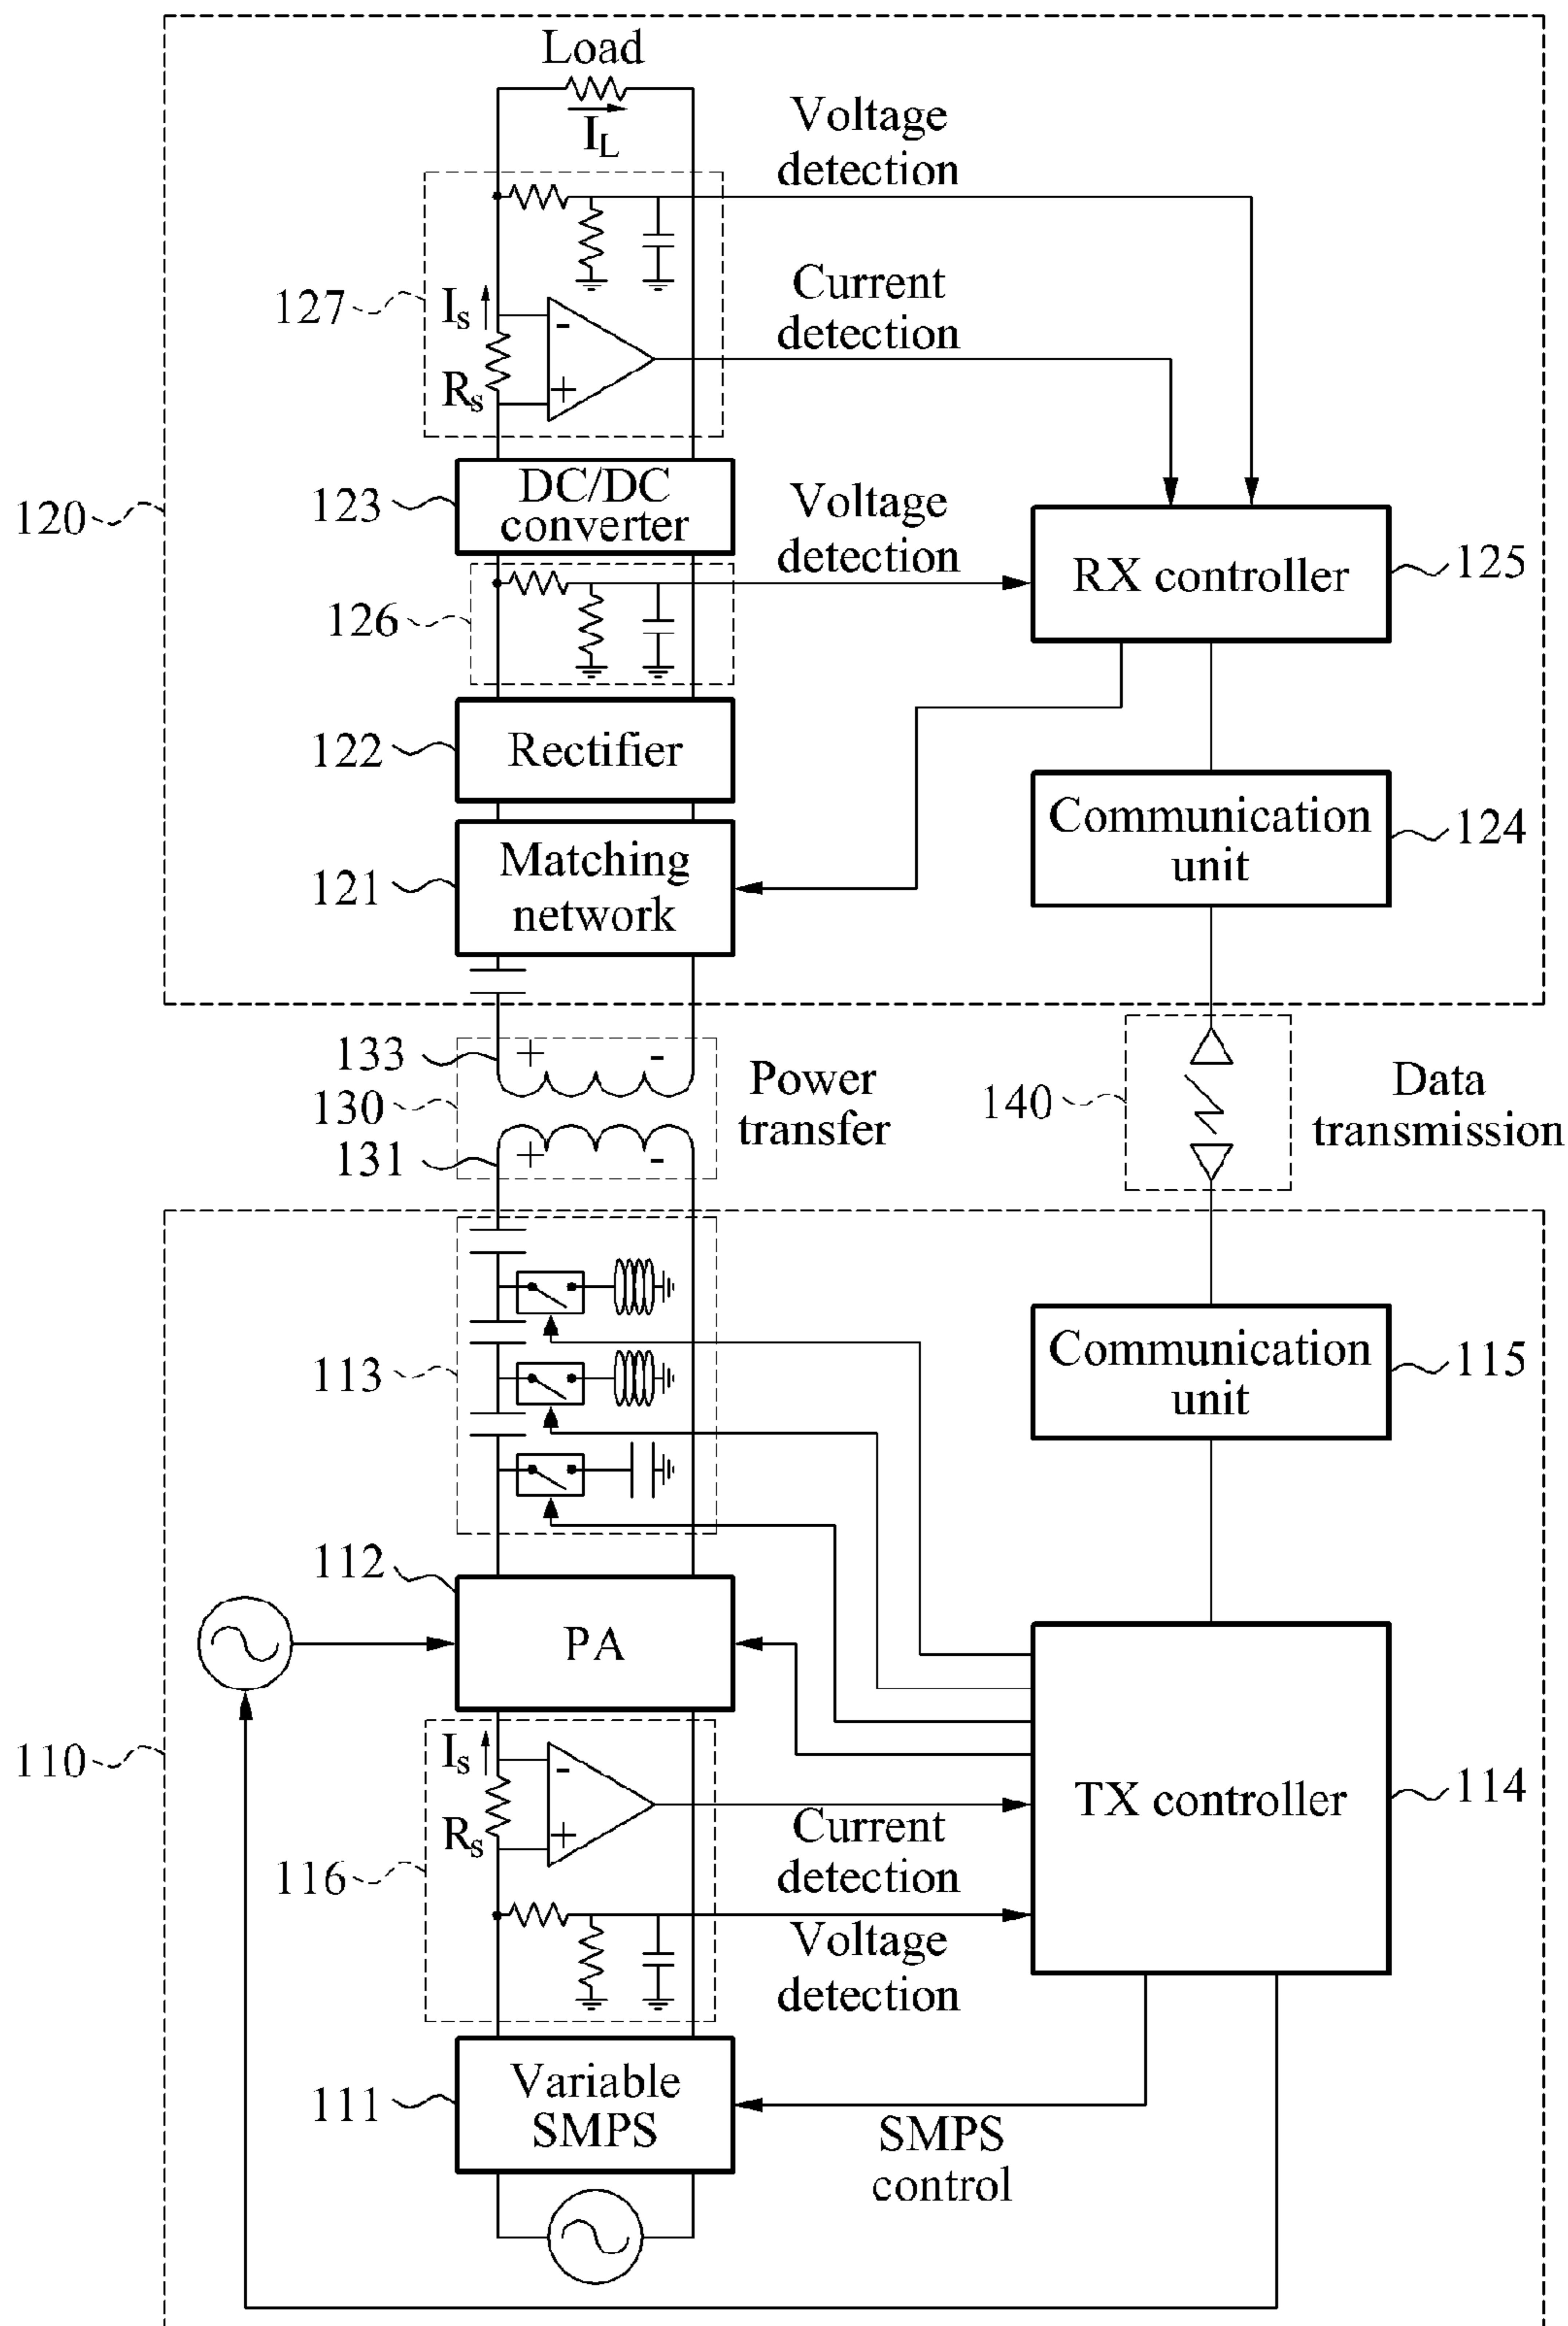 Load
I_L
Voltage
detection
Current
detection
127
I_s
-
+
R_s
123
DC/DC
converter
Voltage
detection
120
RX controller
125
126
122
Rectifier
121
Matching
network
Communication
unit
124
133
+ -
130
131
+ -
Power
transfer
140
Data
transmission
113
Communication
unit
115
112
PA
110
I_s
-
+
R_s
116
TX controller
114
Current
detection
Voltage
detection
111
Variable
SMPS
SMPS
control